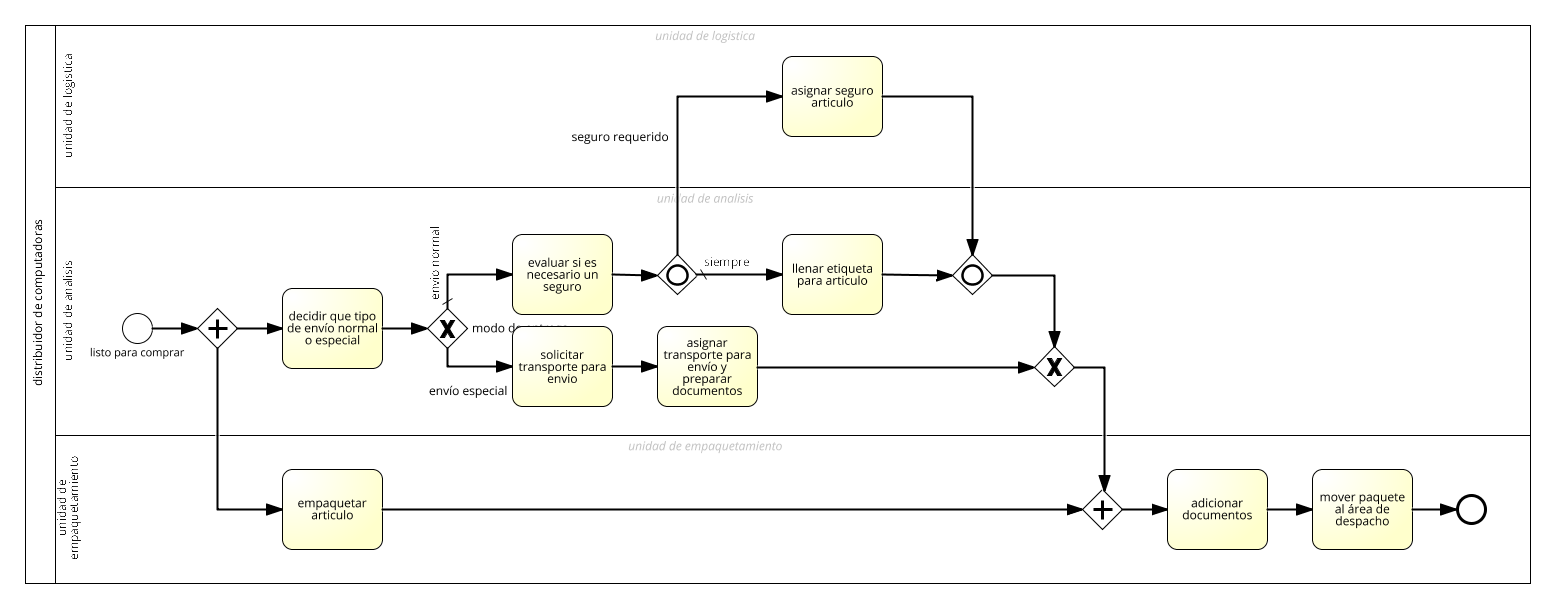 distribuidor de computadoras
unidad de logistica
unidad de logistica
asignar seguro
articulo
seguro requerido
unidad de analisis
unidad de analisis
listo para comprar
decidir que tipo
de envío normal
o especial
envio normal
modo de
envío especial
evaluar si es
necesario un
seguro
siempre
llenar etiqueta
para articulo
solicitar
transporte para
envio
asignar
transporte para
envío y
preparar
documentos
unidad de
empaquetamiento
unidad de empaquetamiento
empaquetar
articulo
adicionar
documentos
mover paquete
al área de
despacho